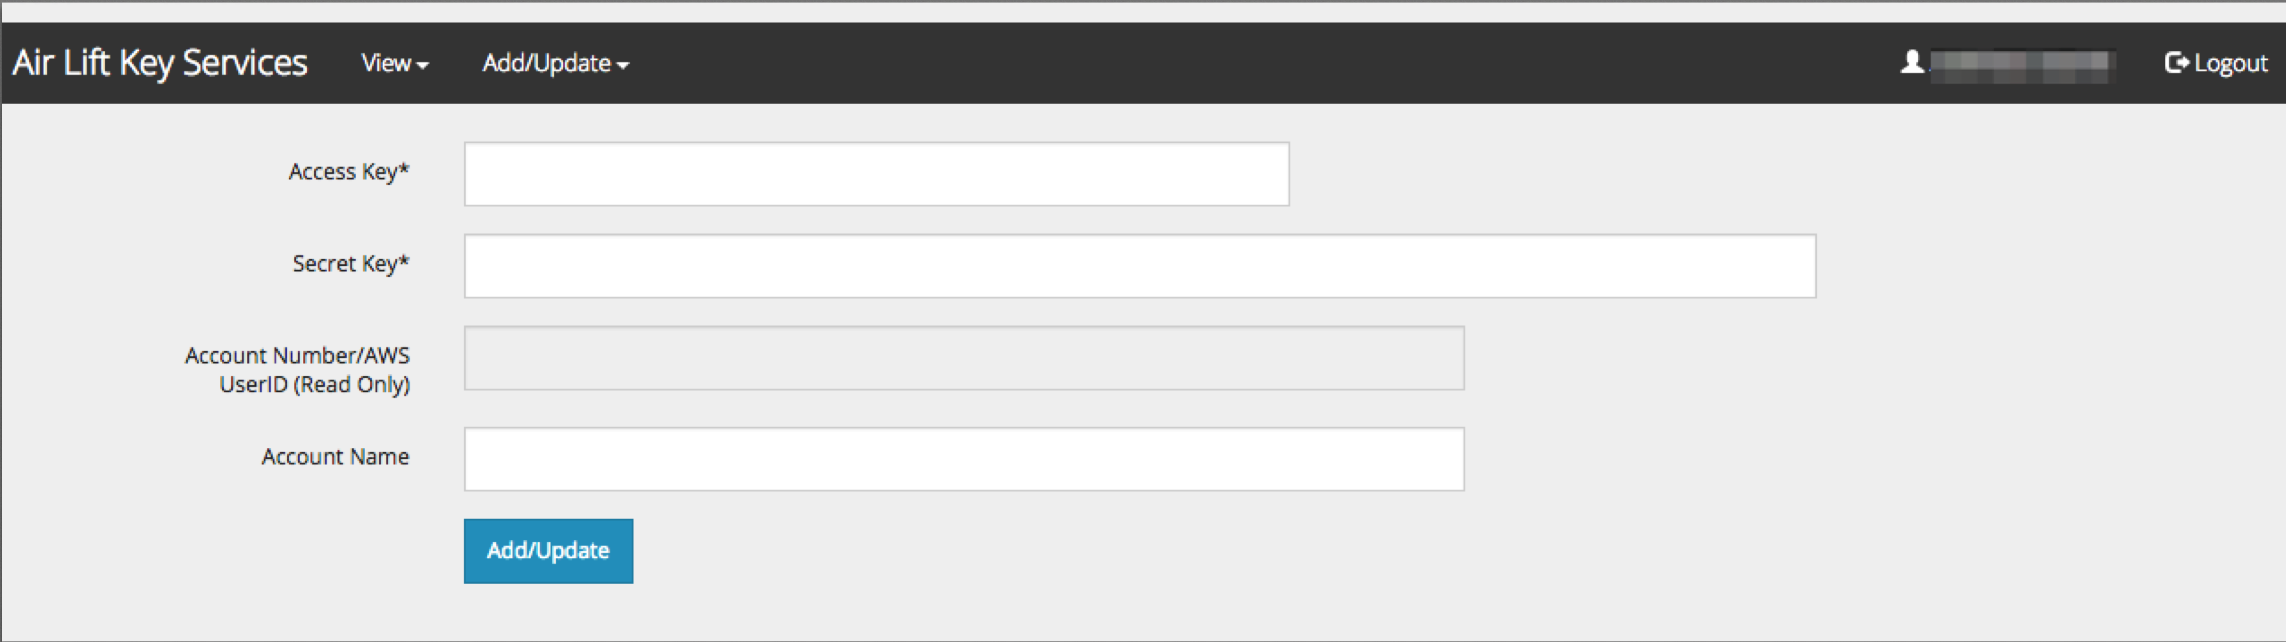 Air Lift Key Services View Add/Update Logout
Access Key*
Secret Key*
Account Number/AWS
UserID (Read Only)
Account Name
Add/Update